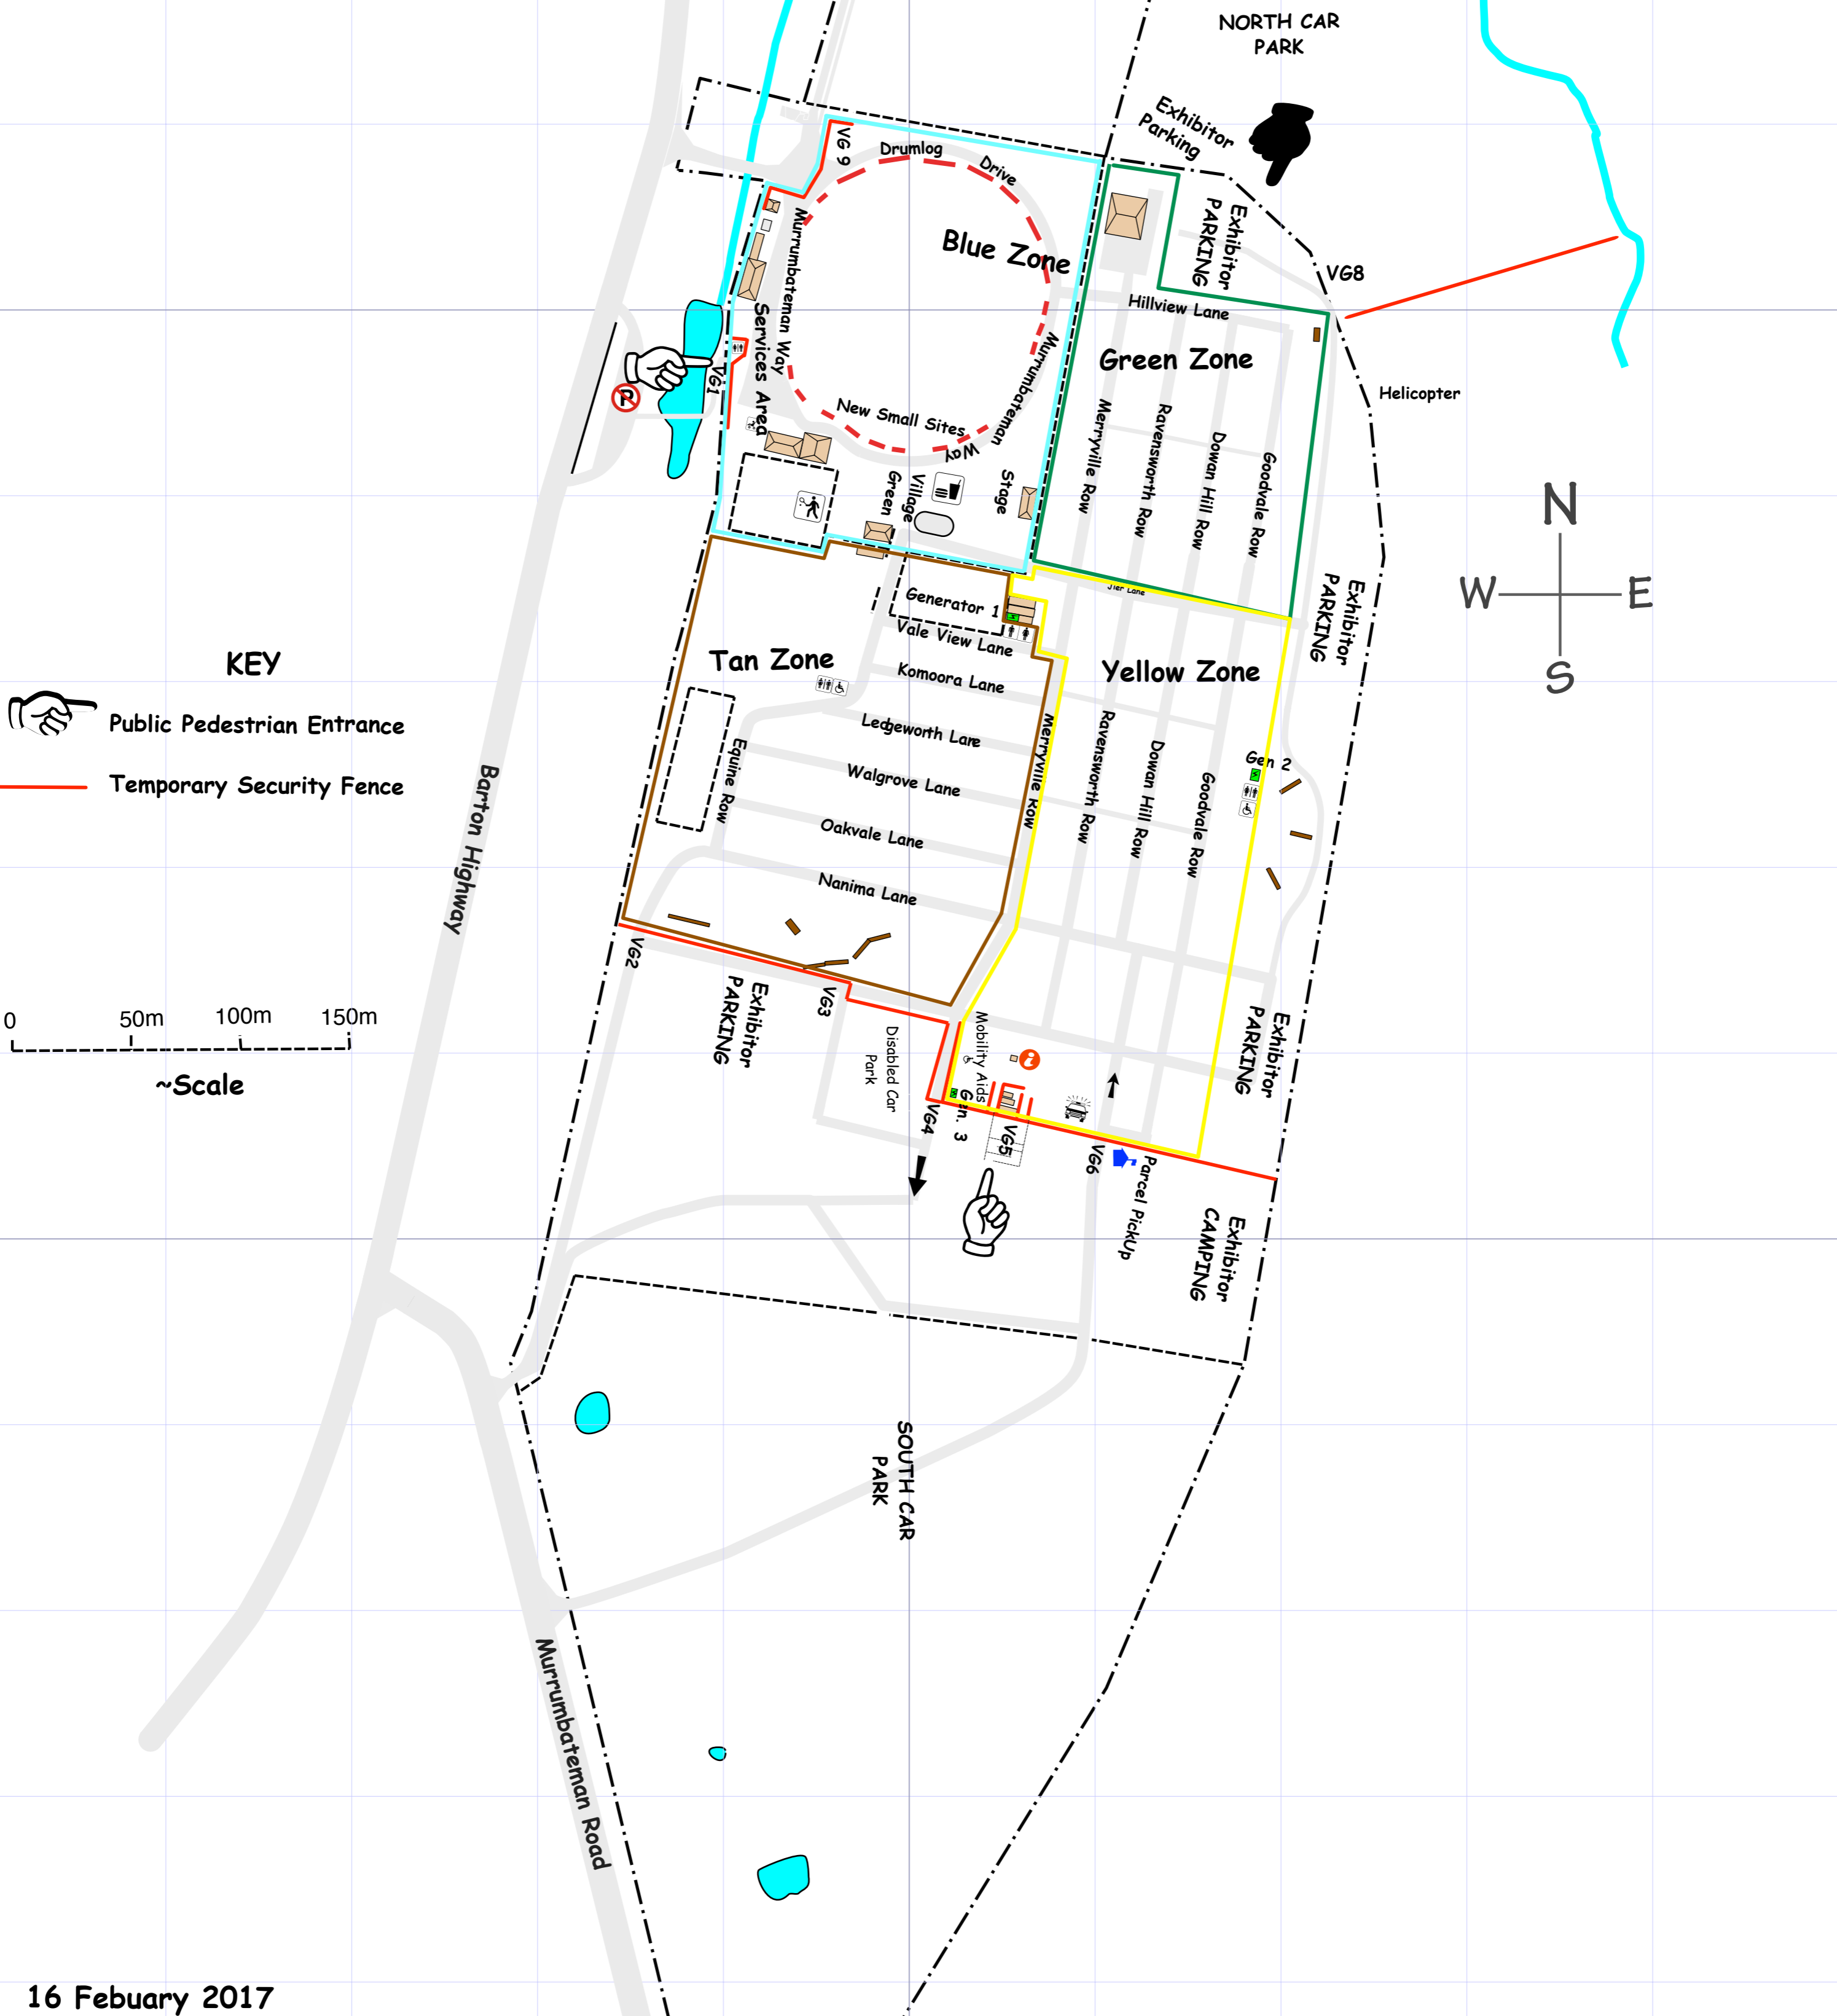 NORTH CAR
PARK
Exhibitor
Parking
VG 9
Drumlog
Drive
Blue Zone
Exhibitor
PARKING
VG8
Murrumbateman Way
Services Area
Hillview Lane
Green Zone
Helicopter
VG1
P
New Small Sites
Murrumbateman
Way
Merryville Row
Ravensworth Row
Dowan Hill Row
Goodvale Row
Village
Green
Stage
N
W
E
S
Jier Lane
Exhibitor
PARKING
Generator 1
Vale View Lane
Tan Zone
Komoora Lane
Yellow Zone
KEY
Public Pedestrian Entrance
Temporary Security Fence
Ledgeworth Lane
Equine Row
Walgrove Lane
Merryville Row
Ravensworth Row
Dowan Hill Row
Goodvale Row
Gen 2
Oakvale Lane
Nanima Lane
Barton Highway
VG2
Exhibitor
PARKING
VG3
Disabled Car
Park
Mobility Aids
i
Exhibitor
PARKING
0
50m
100m
150m
~Scale
VG4
Gen. 3
VG5
VG6
Parcel PickUp
Exhibitor
CAMPING
SOUTH CAR
PARK
Murrumbateman Road
16 Febuary 2017